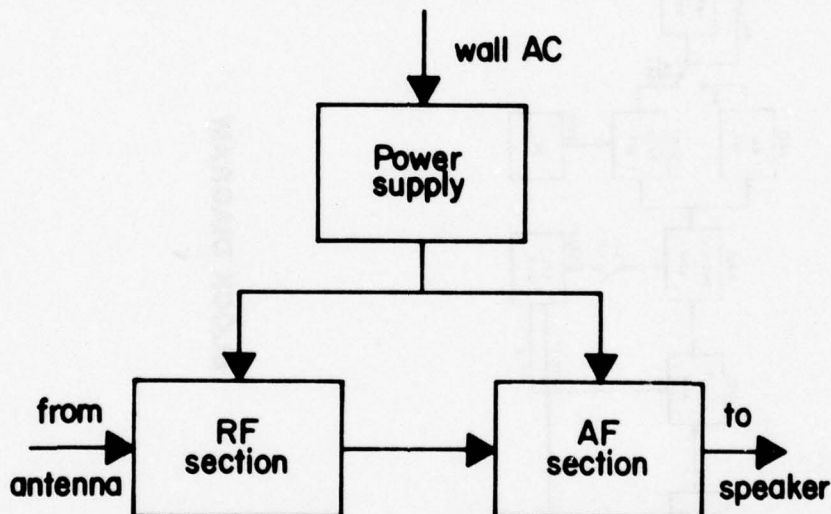 wall AC
Power
supply
from
antenna
RF
section
AF
section
to
speaker